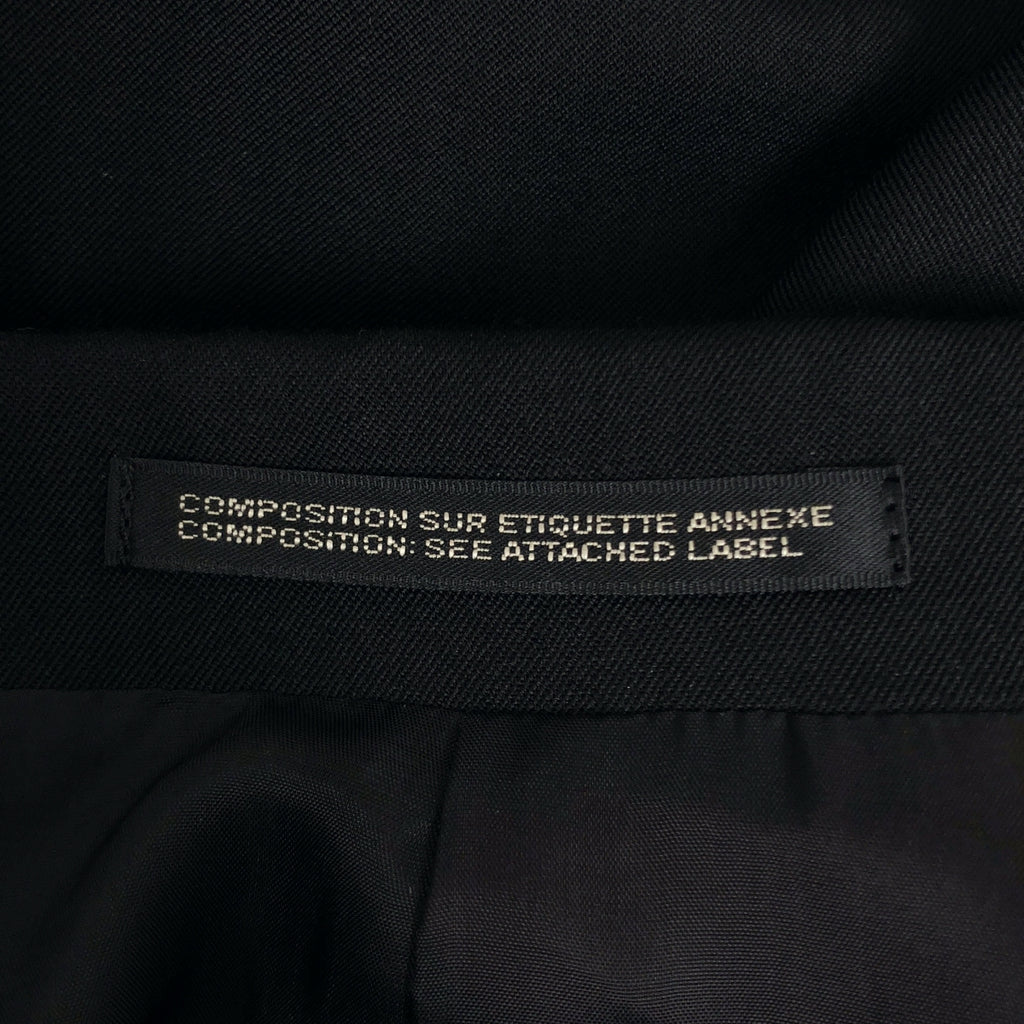 COMPOSITION SUR ETIQUETTE ANNEXE
COMPOSITION: SEE ATTACHED LABEL